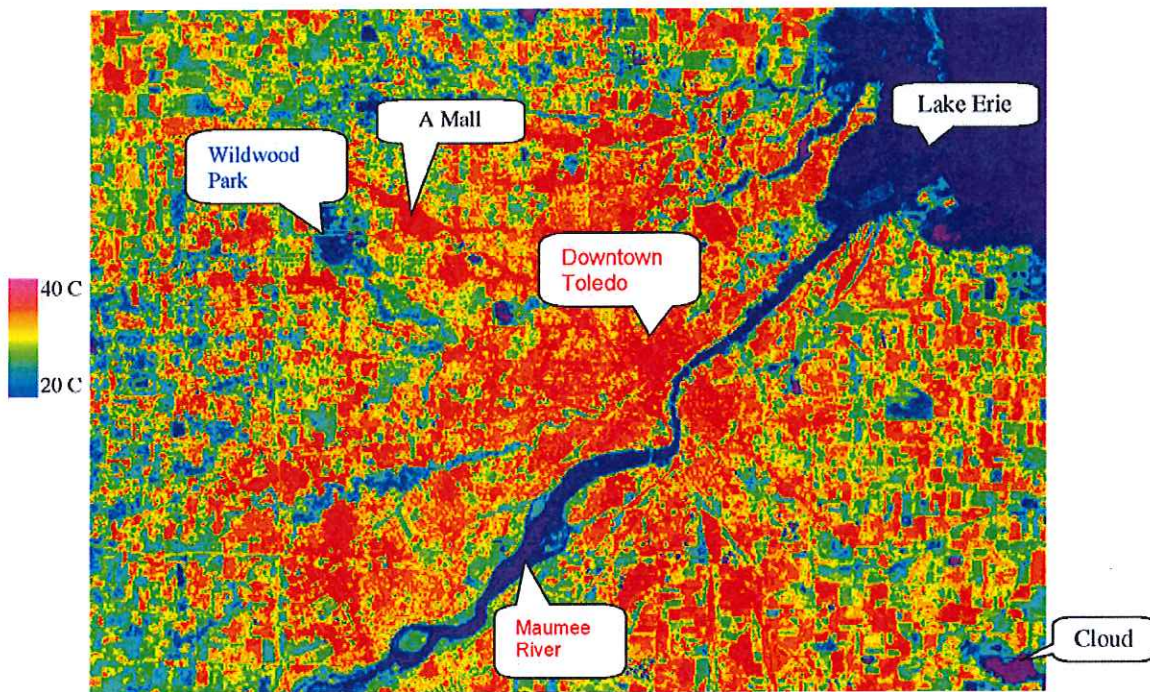 Lake Erie
A Mall
Wildwood
Park
Downtown
Toledo
40 C
20 C
Maumee
River
Cloud